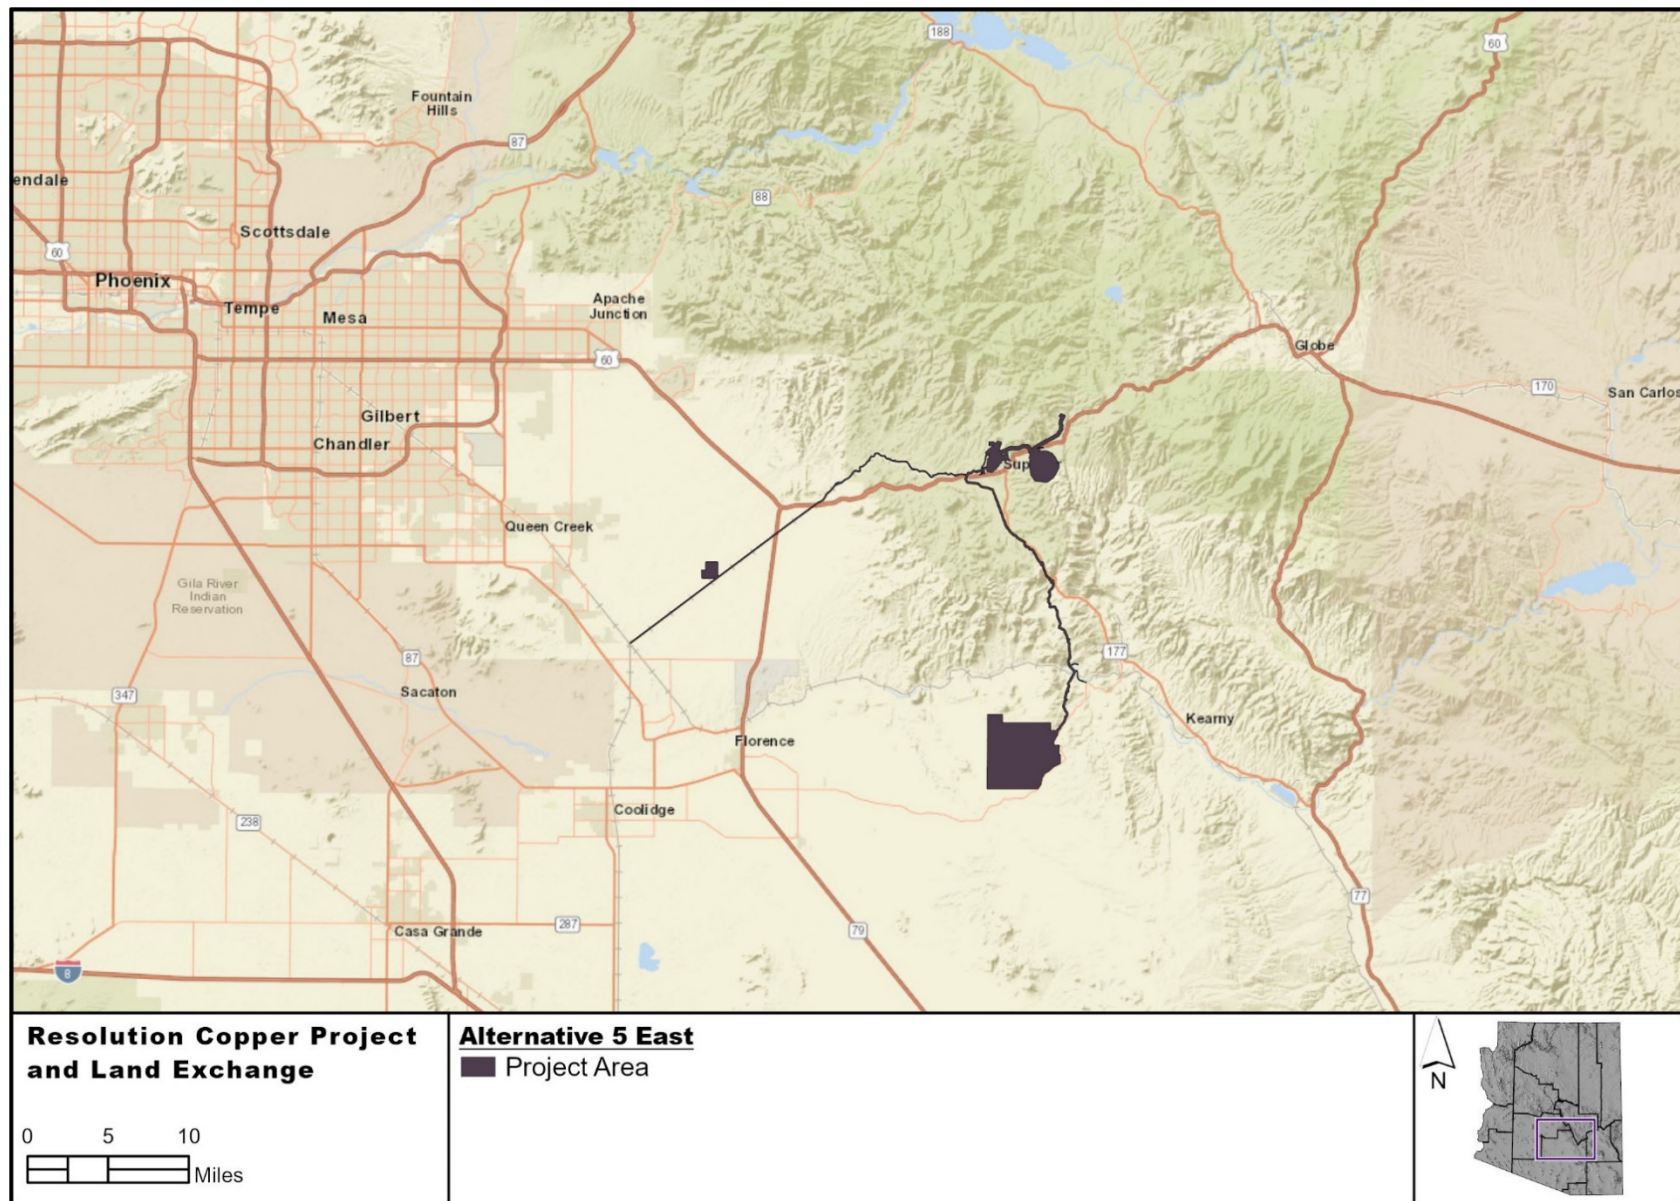 188
60
Fountain
Hills
87
endale
88
Scottsdale
60
Phoenix
Tempe
Mesa
Apache
Junction
60
Globe
170
San Carlos
Gilbert
Chandler
Sup
Queen Creek
Gila River
Indian
Reservation
87
177
347
Sacaton
Kearny
Florence
Coolidge
238
77
287
79
Casa Grande
8
Resolution Copper Project
and Land Exchange
0 5 10
Miles
Alternative 5 East
Project Area
N